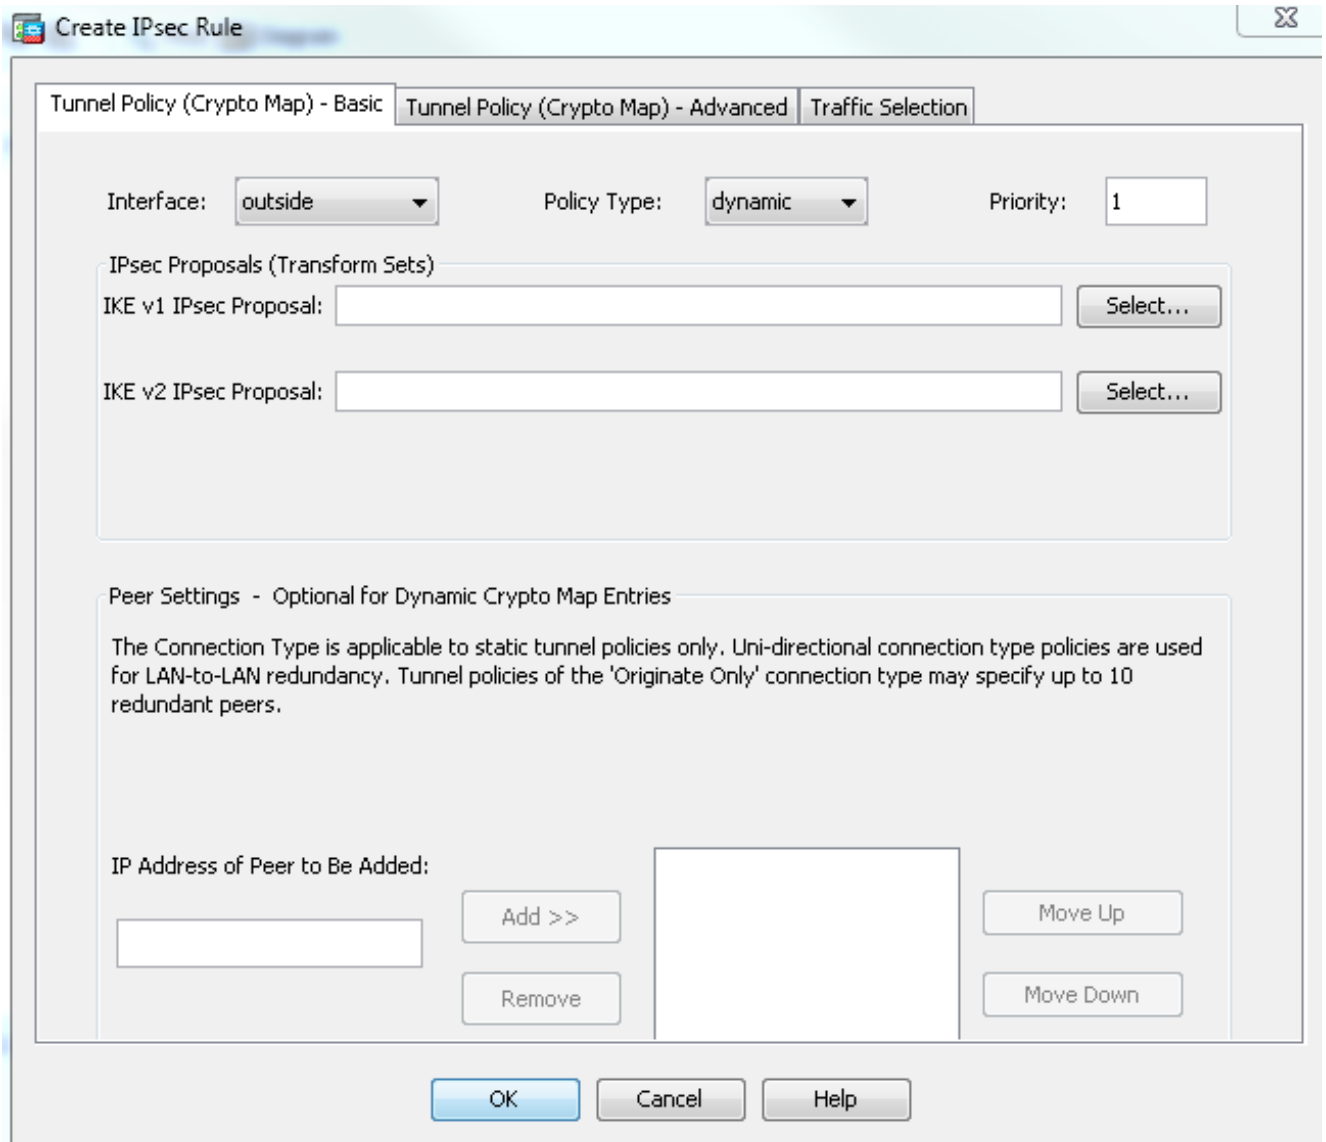 Create IPsec Rule
Tunnel Policy (Crypto Map) - Basic
Tunnel Policy (Crypto Map) - Advanced
Traffic Selection
Interface: outside
Policy Type: dynamic
Priority: 1
IPsec Proposals (Transform Sets)
IKE v1 IPsec Proposal:
Select...
IKE v2 IPsec Proposal:
Select...
Peer Settings - Optional for Dynamic Crypto Map Entries
The Connection Type is applicable to static tunnel policies only. Uni-directional connection type policies are used
for LAN-to-LAN redundancy. Tunnel policies of the 'Originate Only' connection type may specify up to 10
redundant peers.
IP Address of Peer to Be Added:
Add >>
Remove
Move Up
Move Down
OK
Cancel
Help